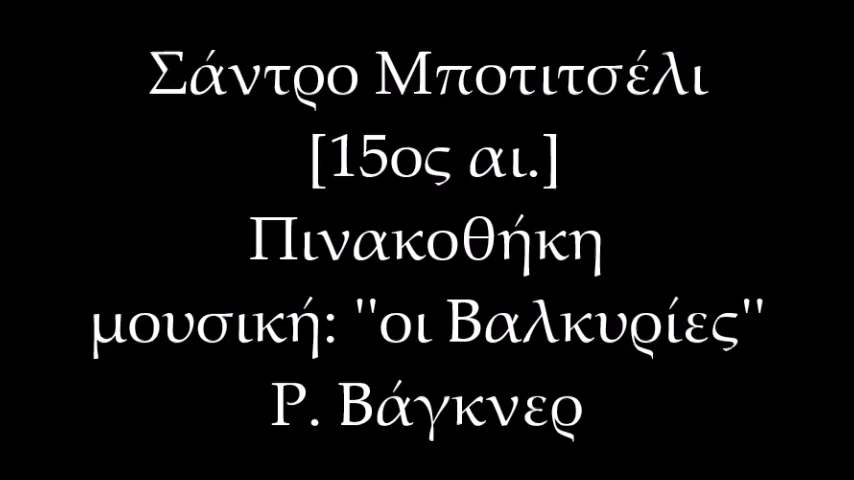 Σάντρο Μποτιτσέλι
[15ος αι.]
Πινακοθήκη
μουσική: "οι Βαλκυρίες"
Ρ. Βάγκνερ